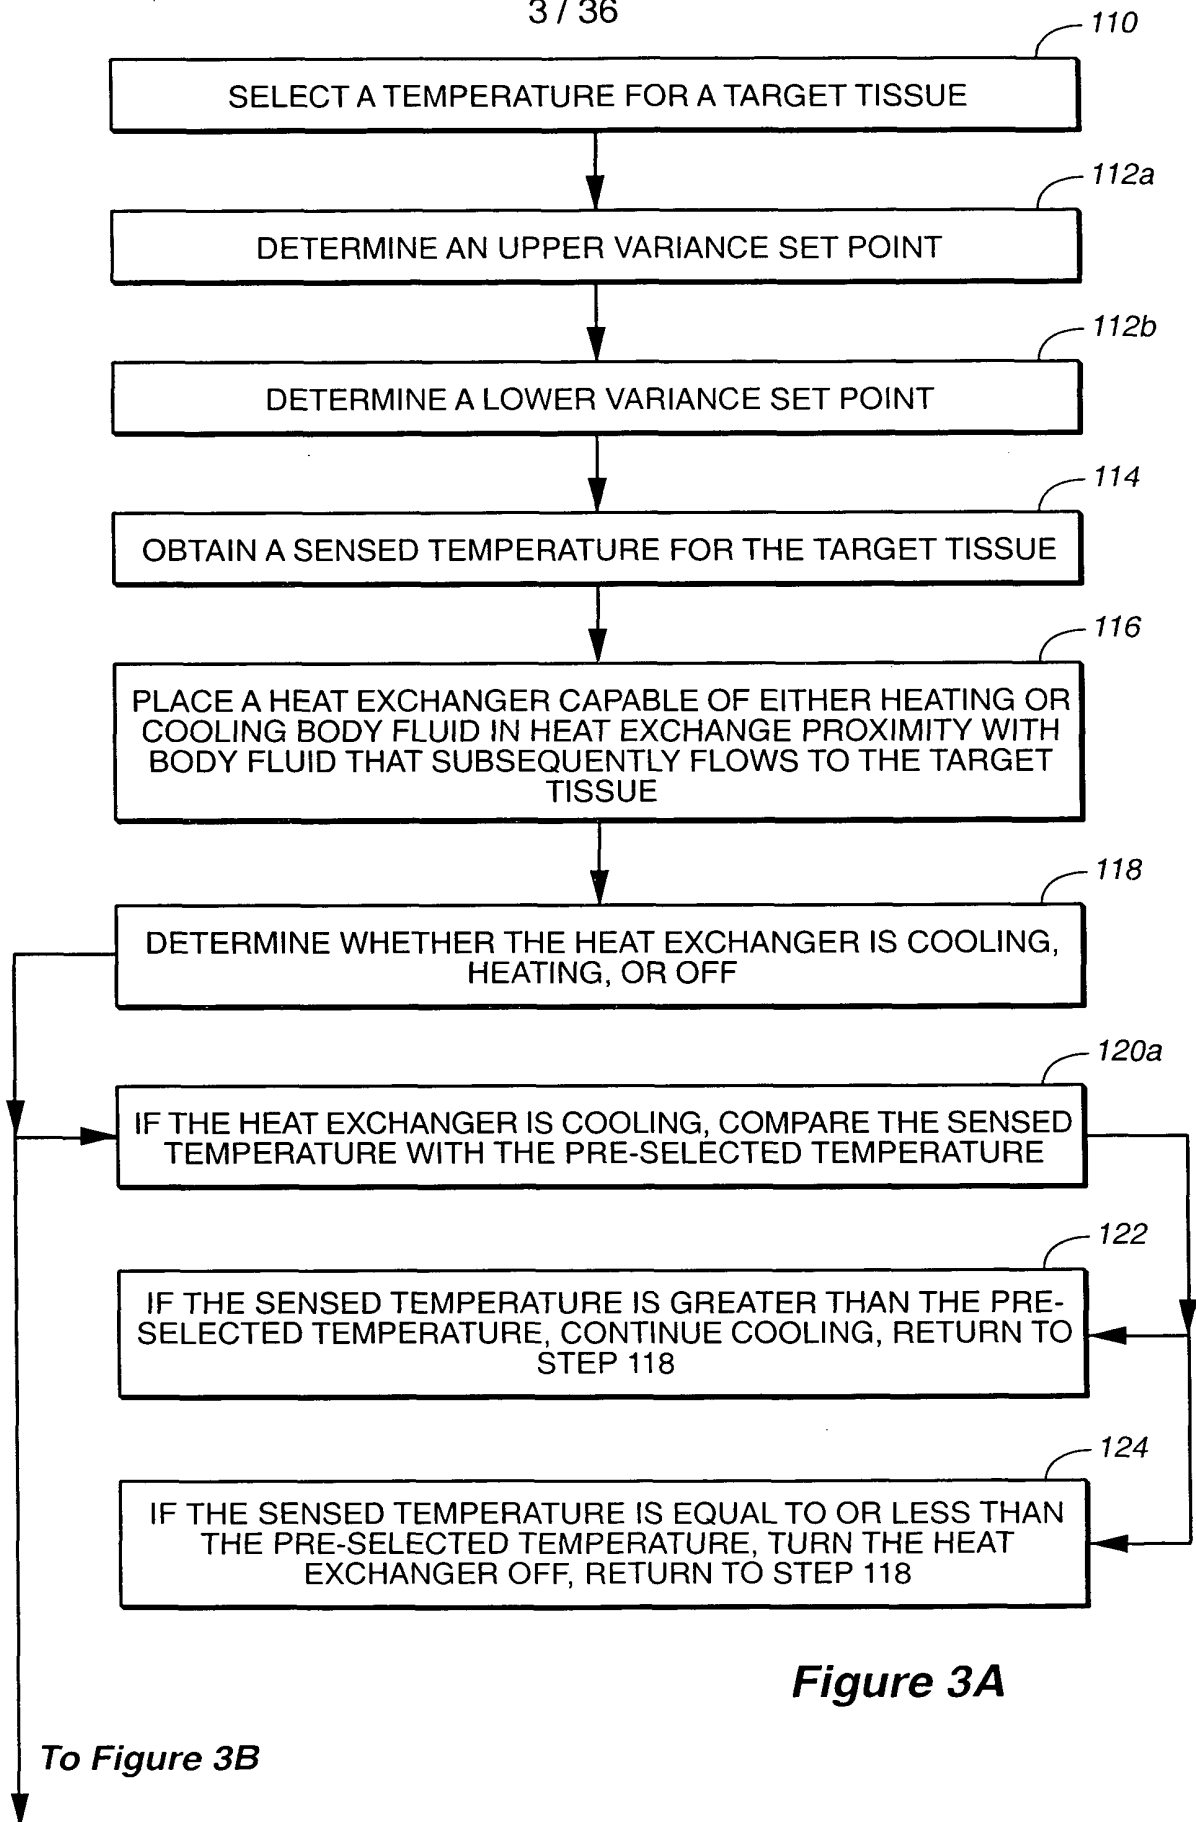 3 / 36
110
SELECT A TEMPERATURE FOR A TARGET TISSUE
112a
DETERMINE AN UPPER VARIANCE SET POINT
112b
DETERMINE A LOWER VARIANCE SET POINT
114
OBTAIN A SENSED TEMPERATURE FOR THE TARGET TISSUE
116
PLACE A HEAT EXCHANGER CAPABLE OF EITHER HEATING OR
COOLING BODY FLUID IN HEAT EXCHANGE PROXIMITY WITH
BODY FLUID THAT SUBSEQUENTLY FLOWS TO THE TARGET
TISSUE
118
DETERMINE WHETHER THE HEAT EXCHANGER IS COOLING,
HEATING, OR OFF
120a
IF THE HEAT EXCHANGER IS COOLING, COMPARE THE SENSED
TEMPERATURE WITH THE PRE-SELECTED TEMPERATURE
122
IF THE SENSED TEMPERATURE IS GREATER THAN THE PRE-
SELECTED TEMPERATURE, CONTINUE COOLING, RETURN TO
STEP 118
124
IF THE SENSED TEMPERATURE IS EQUAL TO OR LESS THAN
THE PRE-SELECTED TEMPERATURE, TURN THE HEAT
EXCHANGER OFF, RETURN TO STEP 118
Figure 3A
To Figure 3B